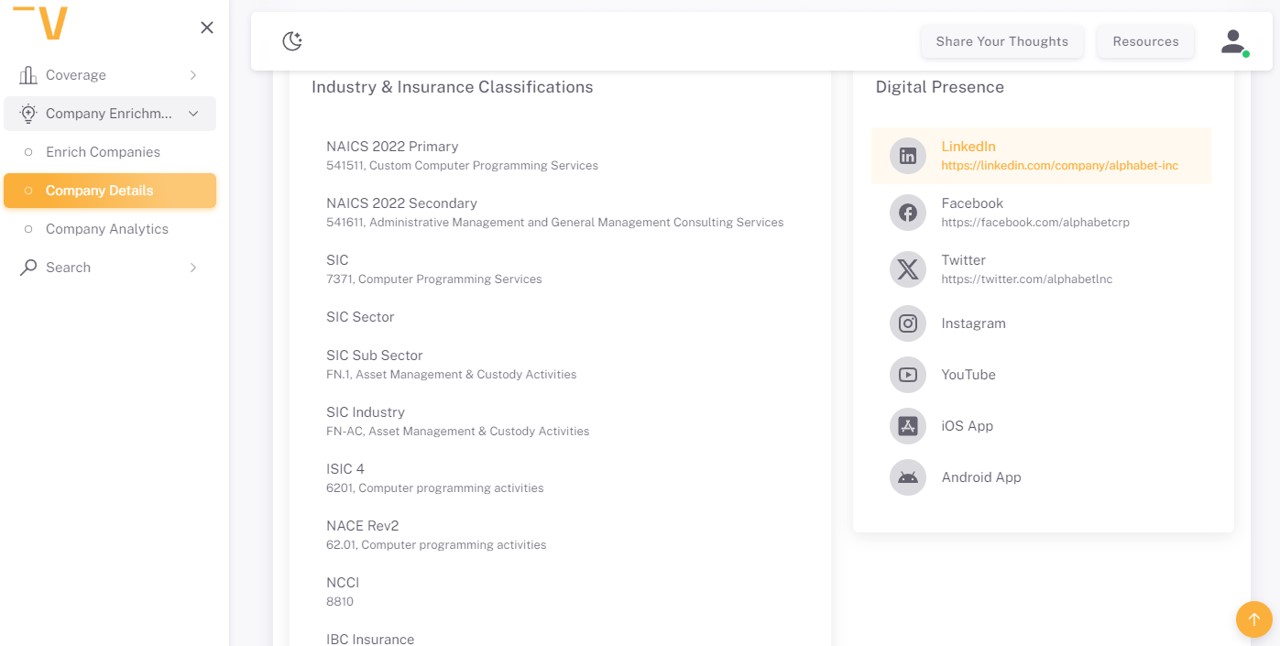 Coverage
Company Enrichm...
Enrich Companies
Company Details
Company Analytics
Search
Share Your Thoughts
Resources
Industry & Insurance Classifications
NAICS 2022 Primary
541511, Custom Computer Programming Services
NAICS 2022 Secondary
541611, Administrative Management and General Management Consulting Services
SIC
7371, Computer Programming Services
SIC Sector
SIC Sub Sector
FN.1, Asset Management & Custody Activities
SIC Industry
FN-AC, Asset Management & Custody Activities
ISIC 4
6201, Computer programming activities
NACE Rev2
62.01, Computer programming activities
NCCI
8810
IBC Insurance
Digital Presence
LinkedIn
https://linkedin.com/company/alphabet-inc
Facebook
https://facebook.com/alphabetcrp
Twitter
https://twitter.com/alphabetInc
Instagram
YouTube
iOS App
Android App